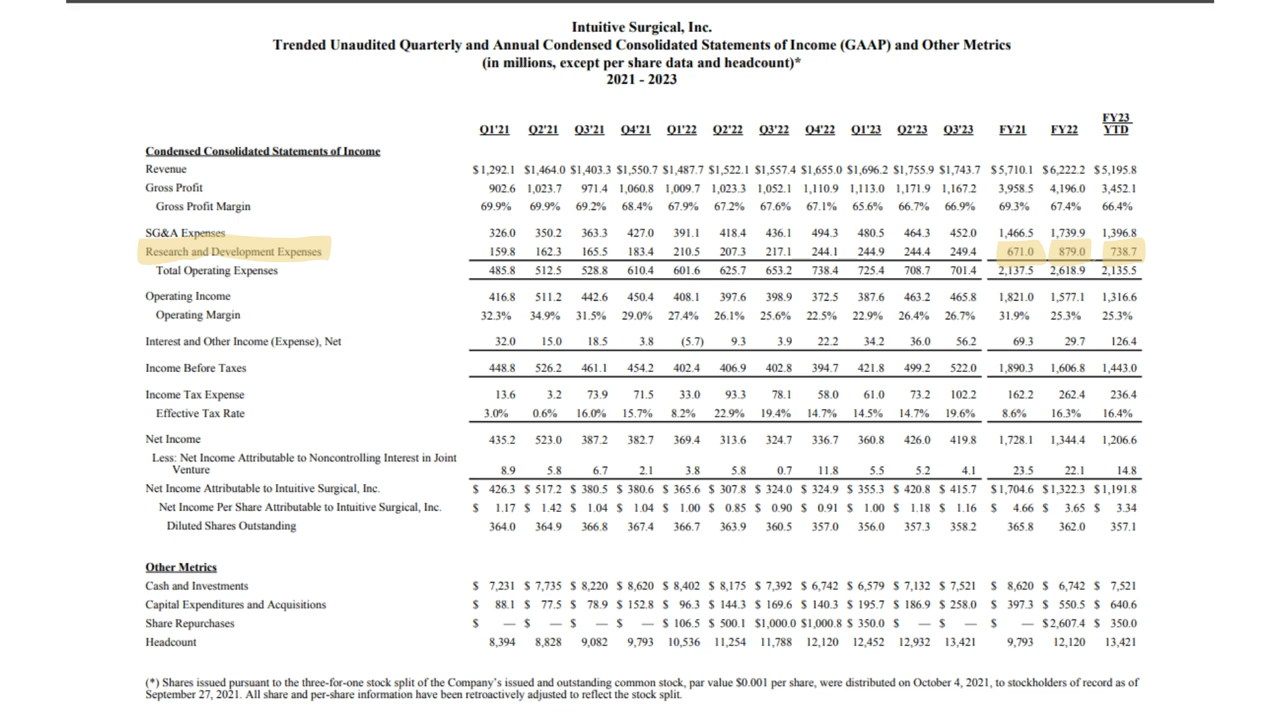 Intuitive Surgical, Inc.
Trended Unaudited Quarterly and Annual Condensed Consolidated Statements of Income (GAAP) and Other Metrics
(in millions, except per share data and headcount)*
2021 - 2023
Q1'21 Q2'21 Q3'21 Q4'21 Q1'22 Q2'22 Q3'22 Q4'22 Q1'23 Q2'23 Q3'23 FY21 FY22 FY23 YTD
Condensed Consolidated Statements of Income
Revenue $1,292.1 $1,464.0 $1,403.3 $1,550.7 $1,487.7 $1,522.1 $1,557.4 $1,655.0 $1,696.2 $1,755.9 $1,743.7 $5,710.1 $6,222.2 $5,195.8
Gross Profit 902.6 1,023.7 971.4 1,060.8 1,009.7 1,023.3 1,052.1 1,110.9 1,113.0 1,171.9 1,167.2 3,958.5 4,196.0 3,452.1
Gross Profit Margin 69.9% 69.9% 69.2% 68.4% 67.9% 67.2% 67.6% 67.1% 65.6% 66.7% 66.9% 69.3% 67.4% 66.4%
SG&A Expenses 326.0 350.2 363.3 427.0 391.1 418.4 436.1 494.3 480.5 464.3 452.0 1,466.5 1,739.9 1,396.8
Research and Development Expenses 159.8 162.3 165.5 183.4 210.5 207.3 217.1 244.1 244.9 244.4 249.4 671.0 879.0 738.7
Total Operating Expenses 485.8 512.5 528.8 610.4 601.6 625.7 653.2 738.4 725.4 708.7 701.4 2,137.5 2,618.9 2,135.5
Operating Income 416.8 511.2 442.6 450.4 408.1 397.6 398.9 372.5 387.6 463.2 465.8 1,821.0 1,577.1 1,316.6
Operating Margin 32.3% 34.9% 31.5% 29.0% 27.4% 26.1% 25.6% 22.5% 22.9% 26.4% 26.7% 31.9% 25.3% 25.3%
Interest and Other Income (Expense), Net 32.0 15.0 18.5 3.8 (5.7) 9.3 3.9 22.2 34.2 36.0 56.2 69.3 29.7 126.4
Income Before Taxes 448.8 526.2 461.1 454.2 402.4 406.9 402.8 394.7 421.8 499.2 522.0 1,890.3 1,606.8 1,443.0
Income Tax Expense 13.6 3.2 73.9 71.5 33.0 93.3 78.1 58.0 61.0 73.2 102.2 162.2 262.4 236.4
Effective Tax Rate 3.0% 0.6% 16.0% 15.7% 8.2% 22.9% 19.4% 14.7% 14.5% 14.7% 19.6% 8.6% 16.3% 16.4%
Net Income 435.2 523.0 387.2 382.7 369.4 313.6 324.7 336.7 360.8 426.0 419.8 1,728.1 1,344.4 1,206.6
Less: Net Income Attributable to Noncontrolling Interest in Joint
Venture 8.9 5.8 6.7 2.1 3.8 5.8 0.7 11.8 5.5 5.2 4.1 23.5 22.1 14.8
Net Income Attributable to Intuitive Surgical, Inc. $ 426.3 $ 517.2 $ 380.5 $ 380.6 $ 365.6 $ 307.8 $ 324.0 $ 324.9 $ 355.3 $ 420.8 $ 415.7 $1,704.6 $1,322.3 $1,191.8
Net Income Per Share Attributable to Intuitive Surgical, Inc. $ 1.17 $ 1.42 $ 1.04 $ 1.04 $ 1.00 $ 0.85 $ 0.90 $ 0.91 $ 1.00 $ 1.18 $ 1.16 $ 4.66 $ 3.65 $ 3.34
Diluted Shares Outstanding 364.0 364.9 366.8 367.4 366.7 363.9 360.5 357.0 356.0 357.3 358.2 365.8 362.0 357.1
Other Metrics
Cash and Investments $ 7,231 $ 7,735 $ 8,220 $ 8,620 $ 8,402 $ 8,175 $ 7,392 $ 6,742 $ 6,579 $ 7,132 $ 7,521 $ 8,620 $ 6,742 $ 7,521
Capital Expenditures and Acquisitions $ 88.1 $ 77.5 $ 78.9 $ 152.8 $ 96.3 $ 144.3 $ 169.6 $ 140.3 $ 195.7 $ 186.9 $ 258.0 $ 397.3 $ 550.5 $ 640.6
Share Repurchases $ — $ — $ — $ — $ 106.5 $ 500.1 $1,000.0 $1,000.8 $ 350.0 $ — $ — $ — $2,607.4 $ 350.0
Headcount 8,394 8,828 9,082 9,793 10,536 11,254 11,788 12,120 12,452 12,932 13,421 9,793 12,120 13,421
(*) Shares issued pursuant to the three-for-one stock split of the Company's issued and outstanding common stock, par value $0.001 per share, were distributed on October 4, 2021, to stockholders of record as of
September 27, 2021. All share and per-share information have been retroactively adjusted to reflect the stock split.